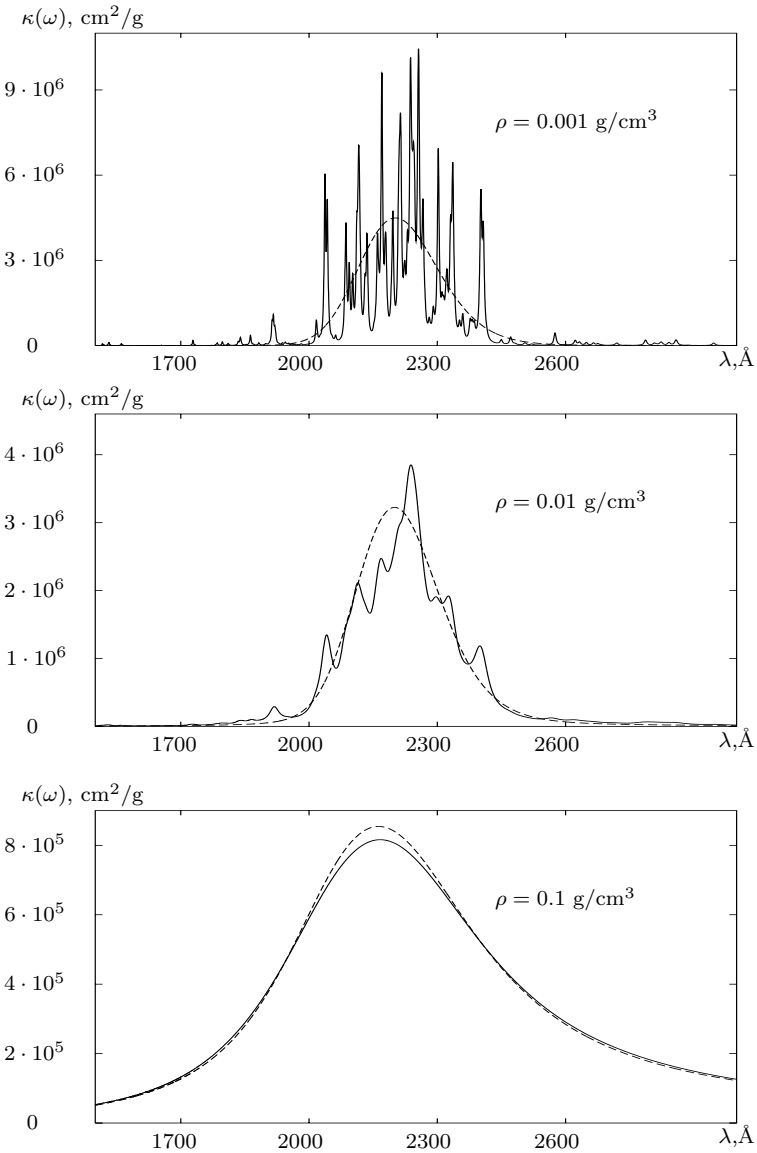 κ(ω), cm²/g
9 · 10⁶
ρ = 0.001 g/cm³
6 · 10⁶
3 · 10⁶
0
1700 2000 2300 2600 λ,Å
κ(ω), cm²/g
4 · 10⁶
ρ = 0.01 g/cm³
3 · 10⁶
2 · 10⁶
1 · 10⁶
0
1700 2000 2300 2600 λ,Å
κ(ω), cm²/g
8 · 10⁵
ρ = 0.1 g/cm³
6 · 10⁵
4 · 10⁵
2 · 10⁵
0
1700 2000 2300 2600 λ,Å